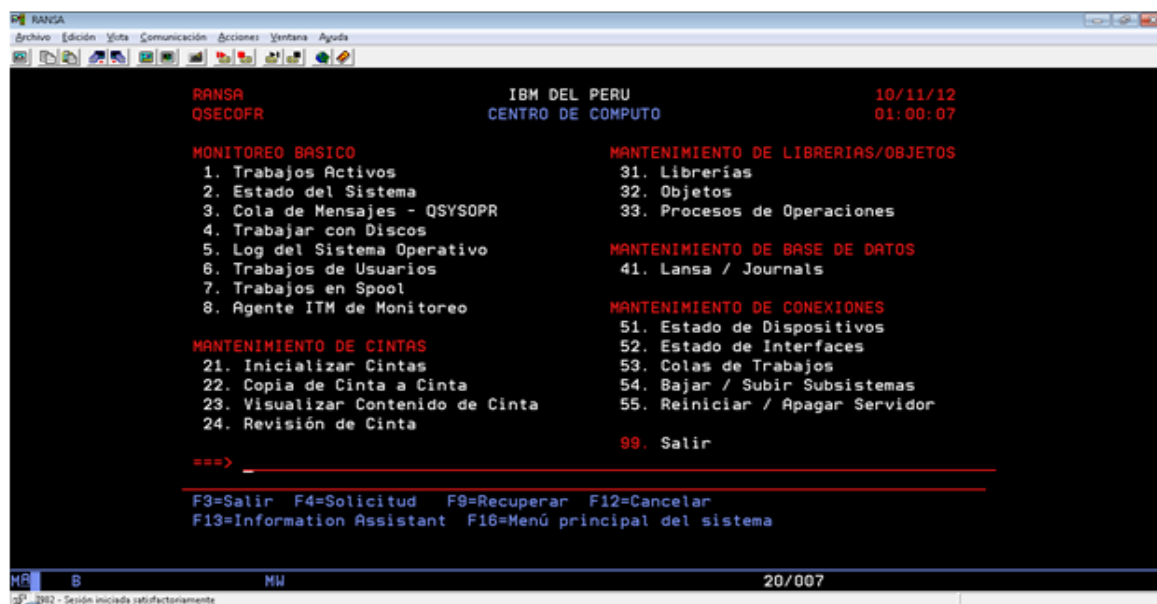 RANSA
Archivo Edición Vista Comunicación Acciones Ventana Ayuda
RANSA IBM DEL PERU 10/11/12
QSECOFR CENTRO DE COMPUTO 01:00:07
MONITOREO BASICO
1. Trabajos Activos
2. Estado del Sistema
3. Cola de Mensajes - QSYSOPR
4. Trabajar con Discos
5. Log del Sistema Operativo
6. Trabajos de Usuarios
7. Trabajos en Spool
8. Agente ITM de Monitoreo
MANTENIMIENTO DE CINTAS
21. Inicializar Cintas
22. Copia de Cinta a Cinta
23. Visualizar Contenido de Cinta
24. Revisión de Cinta
MANTENIMIENTO DE LIBRERIAS/OBJETOS
31. Librerías
32. Objetos
33. Procesos de Operaciones
MANTENIMIENTO DE BASE DE DATOS
41. Lansa / Journals
MANTENIMIENTO DE CONEXIONES
51. Estado de Dispositivos
52. Estado de Interfaces
53. Colas de Trabajos
54. Bajar / Subir Subsistemas
55. Reiniciar / Apagar Servidor
99. Salir
===>
F3=Salir F4=Solicitud F9=Recuperar F12=Cancelar
F13=Information Assistant F16=Menú principal del sistema
MA B MW 20/007
I902 - Sesión iniciada satisfactoriamente